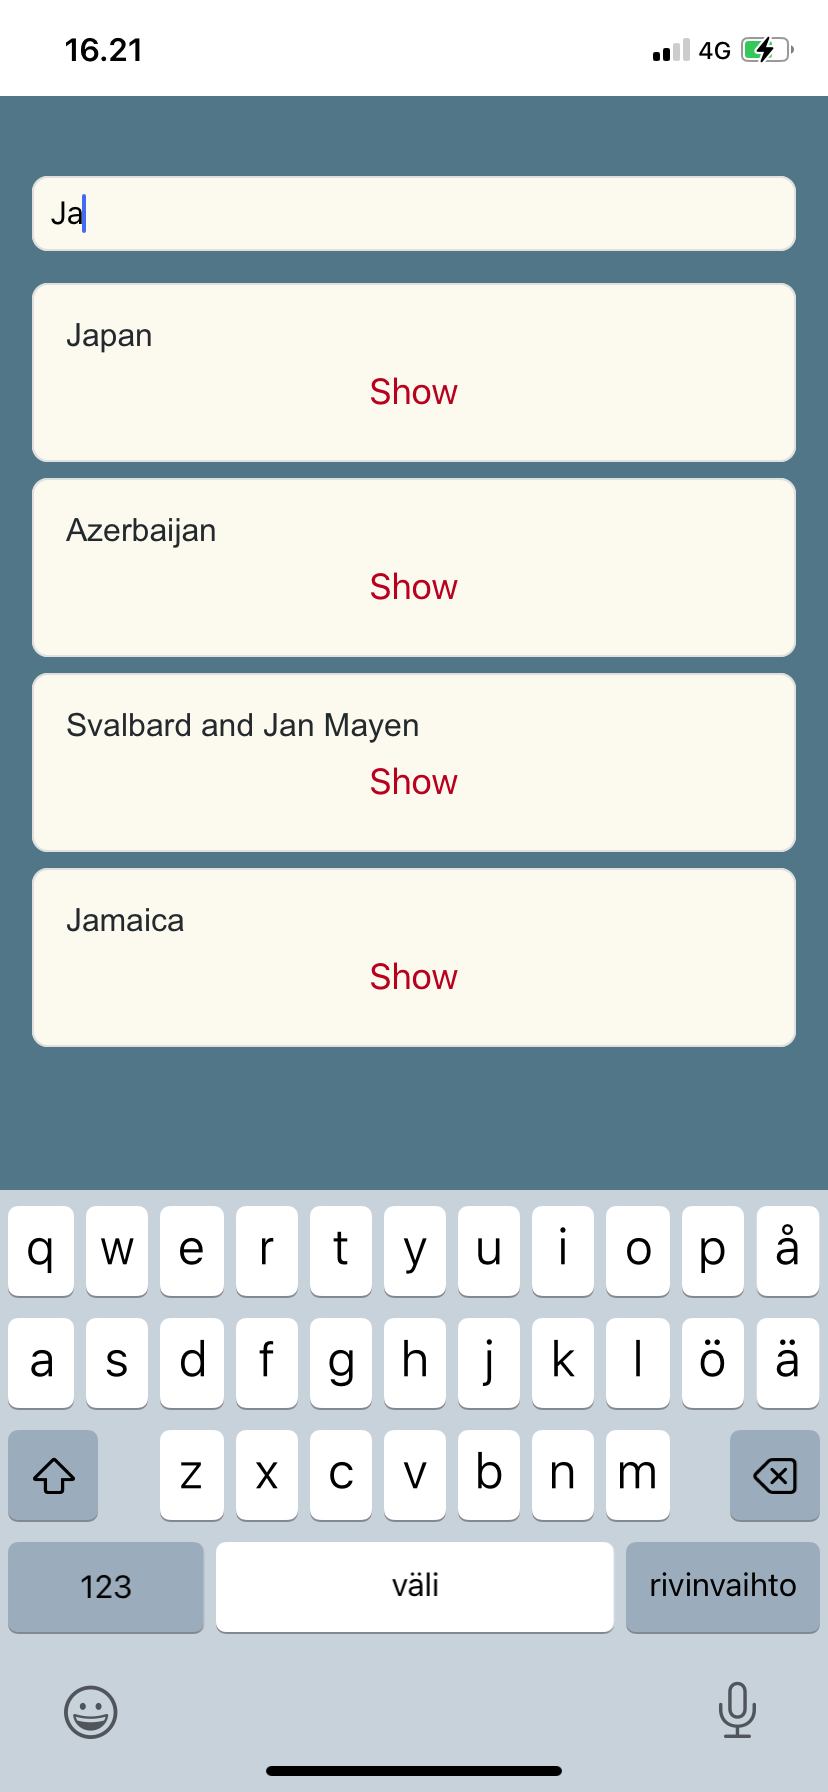 16.21
4G
Ja
Japan
Show
Azerbaijan
Show
Svalbard and Jan Mayen
Show
Jamaica
Show
q w e r t y u i o p å
a s d f g h j k l ö ä
z x c v b n m
123 väli rivinvaihto